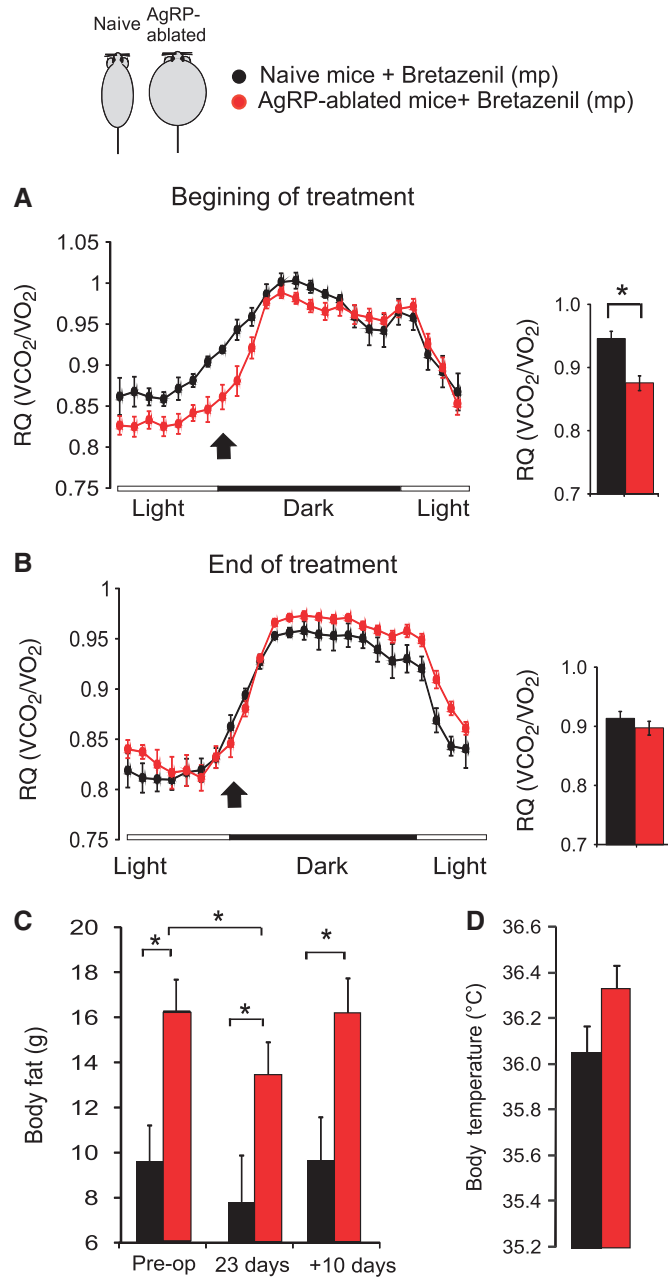 Naive AgRP-
ablated
Naive mice + Bretazenil (mp)
AgRP-ablated mice+ Bretazenil (mp)
A
Begining of treatment
RQ (VCO2/VO2)
1.05
1
0.95
0.9
0.85
0.8
0.75
Light Dark Light
RQ (VCO2/VO2)
1.0
0.9
0.8
0.7
*
B
End of treatment
RQ (VCO2/VO2)
1
0.95
0.9
0.85
0.8
0.75
Light Dark Light
RQ (VCO2/VO2)
1.0
0.9
0.8
0.7
C
Body fat (g)
20
18
16
14
12
10
8
6
* * * *
Pre-op 23 days +10 days
D
Body temperature (°C)
36.6
36.4
36.2
36.0
35.8
35.6
35.4
35.2